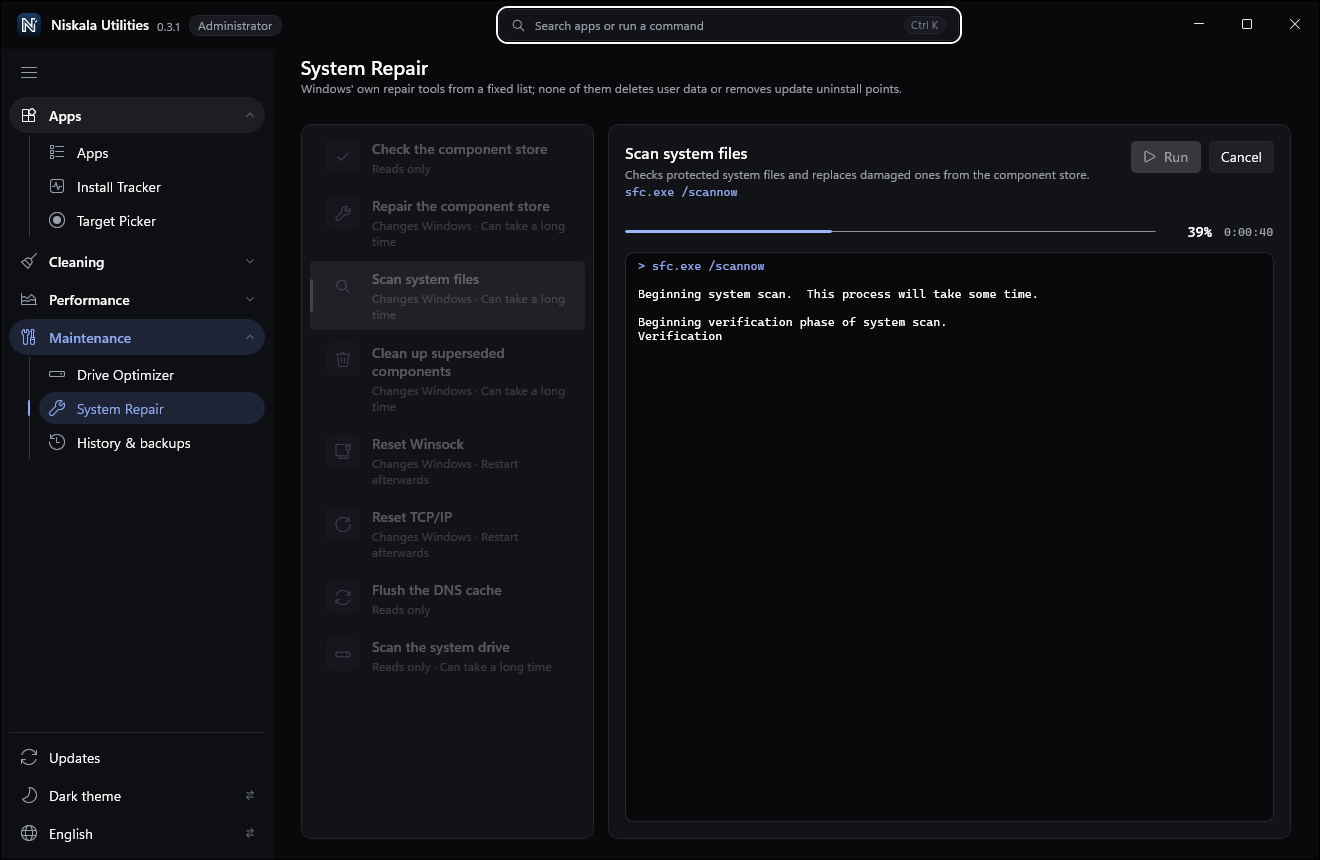 Niskala Utilities 0.3.1 Administrator
Search apps or run a command Ctrl K
Apps
Apps
Install Tracker
Target Picker
Cleaning
Performance
Maintenance
Drive Optimizer
System Repair
History & backups
Updates
Dark theme
English
System Repair
Windows' own repair tools from a fixed list; none of them deletes user data or removes update uninstall points.
Check the component store
Reads only
Repair the component store
Changes Windows · Can take a long
time
Scan system files
Changes Windows · Can take a long
time
Clean up superseded
components
Changes Windows · Can take a long
time
Reset Winsock
Changes Windows · Restart
afterwards
Reset TCP/IP
Changes Windows · Restart
afterwards
Flush the DNS cache
Reads only
Scan the system drive
Reads only · Can take a long time
Scan system files
Run Cancel
Checks protected system files and replaces damaged ones from the component store.
sfc.exe /scannow
39% 0:00:40
> sfc.exe /scannow
Beginning system scan.  This process will take some time.
Beginning verification phase of system scan.
Verification